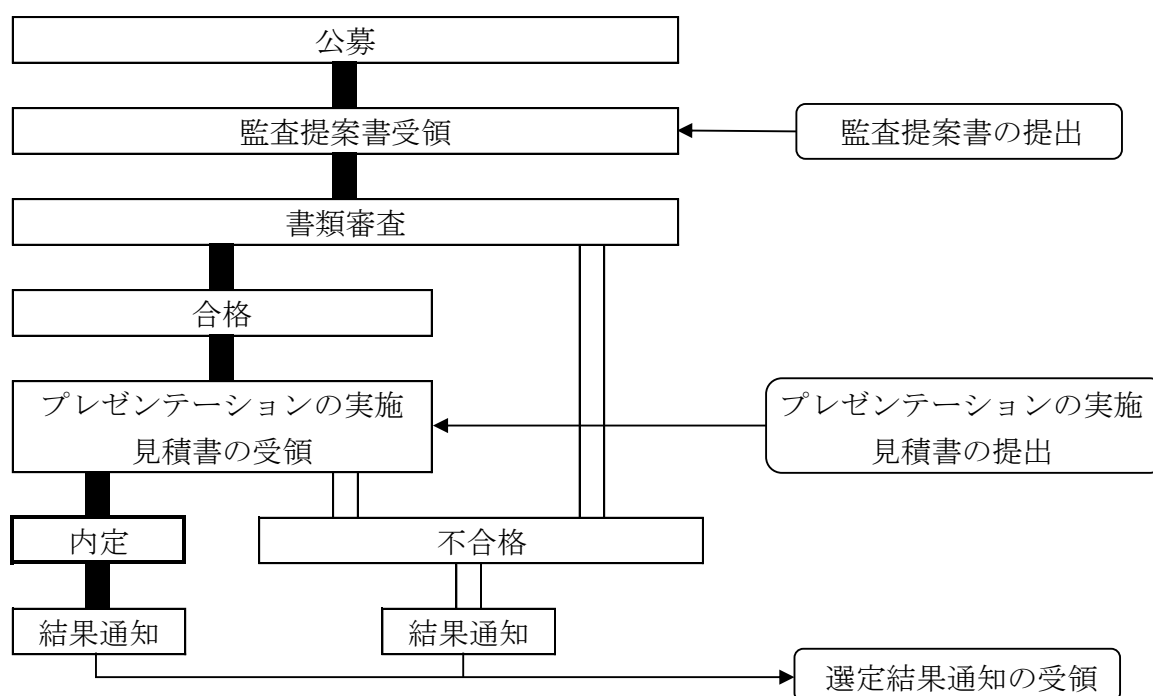 公募
監査提案書受領
監査提案書の提出
書類審査
合格
プレゼンテーションの実施
見積書の受領
プレゼンテーションの実施
見積書の提出
内定
不合格
結果通知
結果通知
選定結果通知の受領